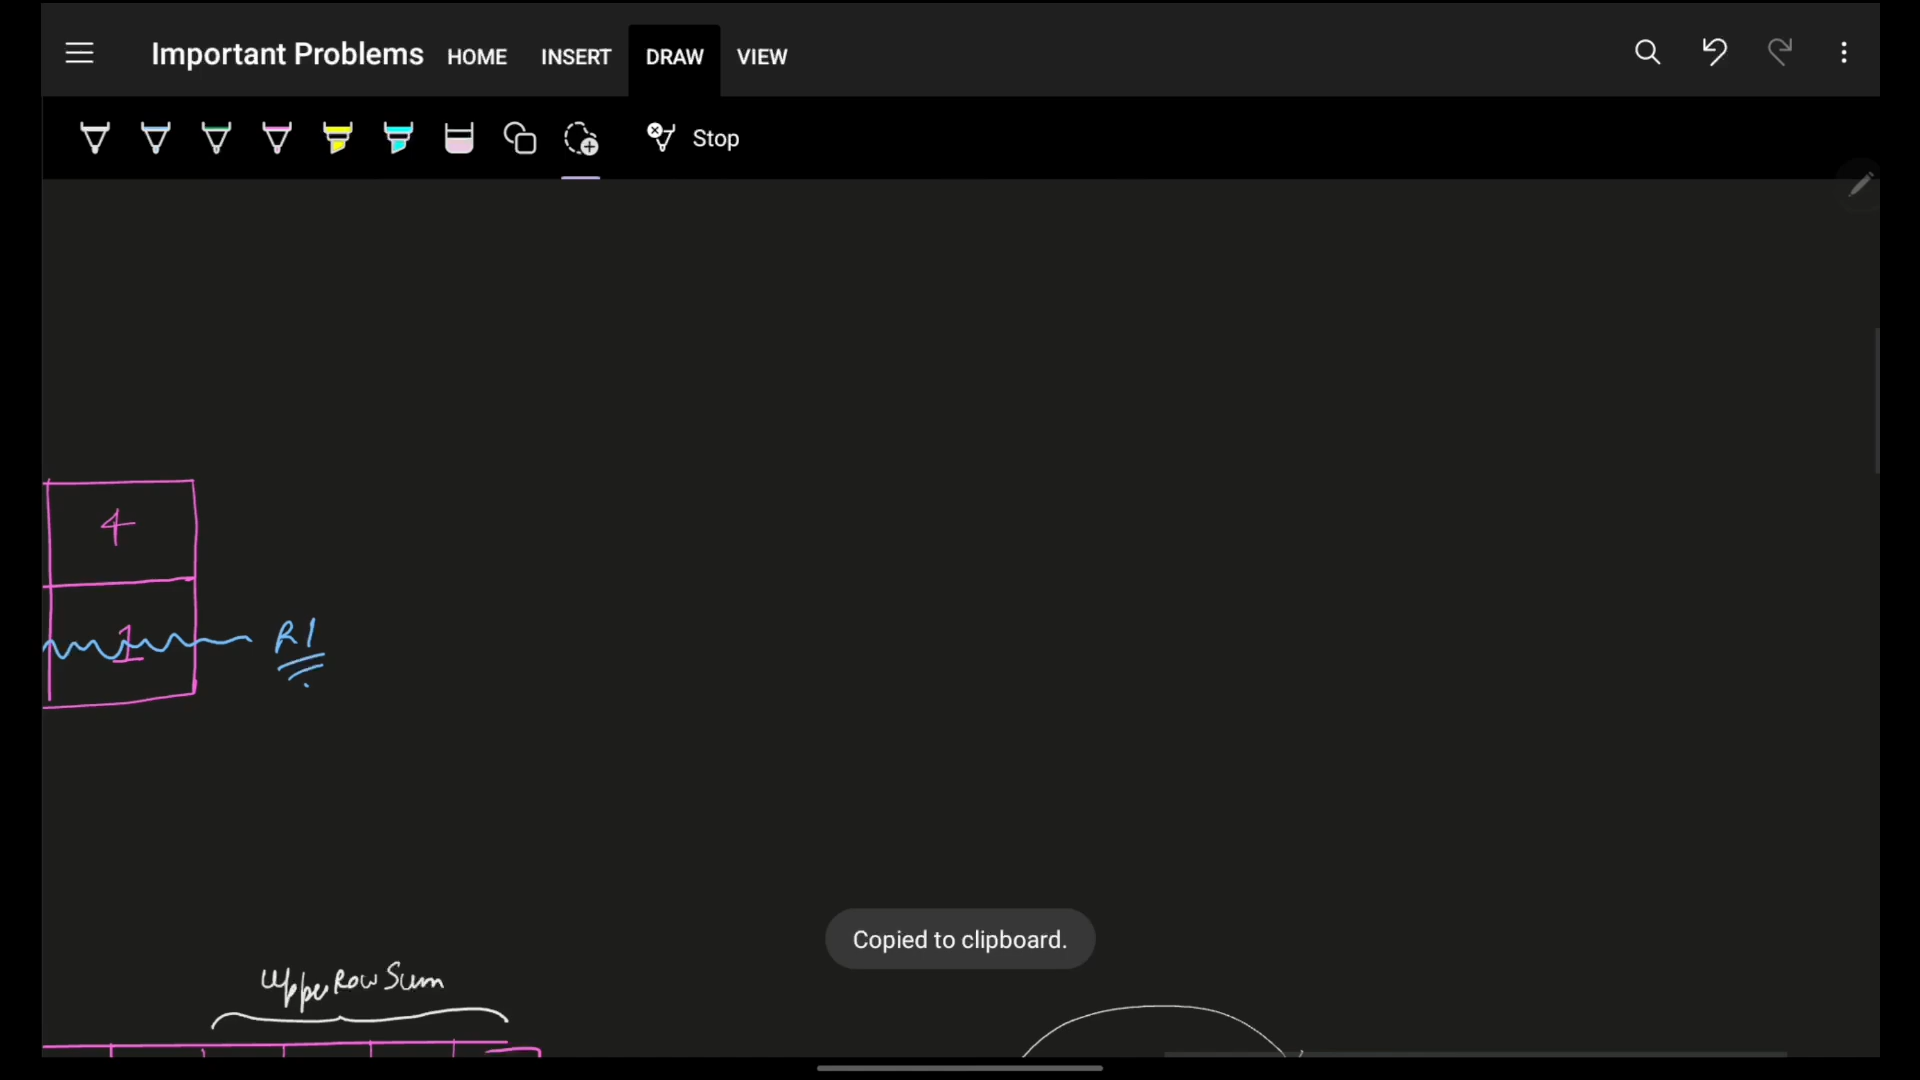 Important Problems HOME INSERT DRAW VIEW
Stop
4
1
R1
Copied to clipboard.
Upper Row Sum